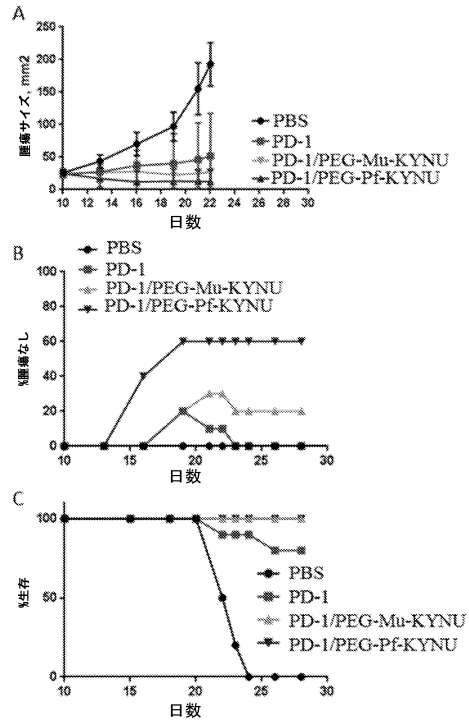 A
腫瘍サイズ, mm2
250
200
150
100
50
0
10 12 14 16 18 20 22 24 26 28 30 32 34
日数
PBS
PD-1
PD-1/PEG-Mu-KYNU
PD-1/PEG-Pf-KYNU
B
PBS
PD-1
PD-1/PEG-Mu-KYNU
PD-1/PEG-Pf-KYNU
%腫瘍なし
100
80
60
40
20
0
10 15 20 25 30
日数
C
%生存
100
50
0
10 15 20 25 30
日数
PBS
PD-1
PD-1/PEG-Mu-KYNU
PD-1/PEG-Pf-KYNU